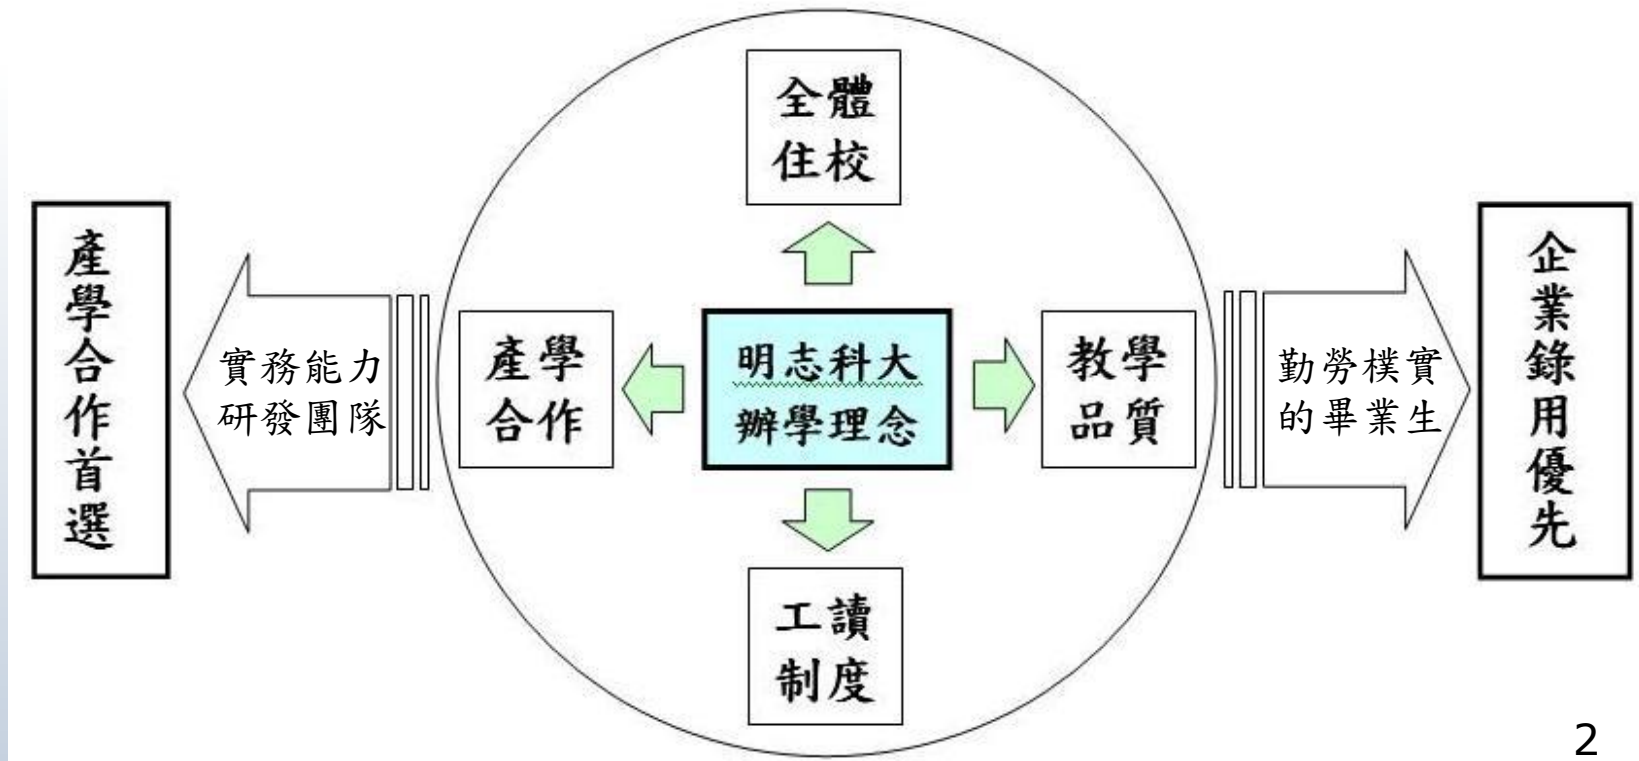 全體
住校
產學合作首選
實務能力
研發團隊
產學
合作
明志科大
辦學理念
教學
品質
勤勞樸實
的畢業生
企業錄用優先
工讀
制度
2